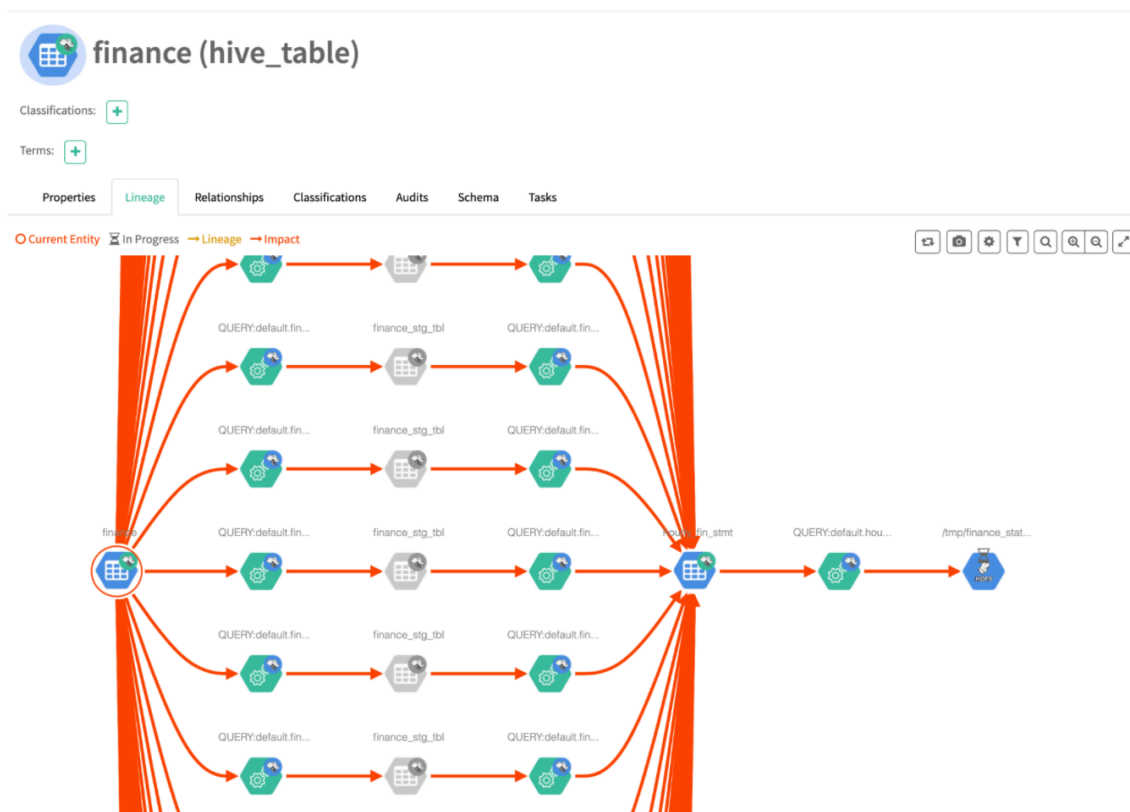 finance (hive_table)
Classifications: +
Terms: +
Properties Lineage Relationships Classifications Audits Schema Tasks
Current Entity In Progress Lineage Impact
QUERY:default.fin... finance_stg_tbl QUERY:default.fin...
QUERY:default.fin... finance_stg_tbl QUERY:default.fin...
finance QUERY:default.fin... finance_stg_tbl QUERY:default.fin... hourly_fin_stmt QUERY:default.hou... /tmp/finance_stat...
HDFS
QUERY:default.fin... finance_stg_tbl QUERY:default.fin...
QUERY:default.fin... finance_stg_tbl QUERY:default.fin...